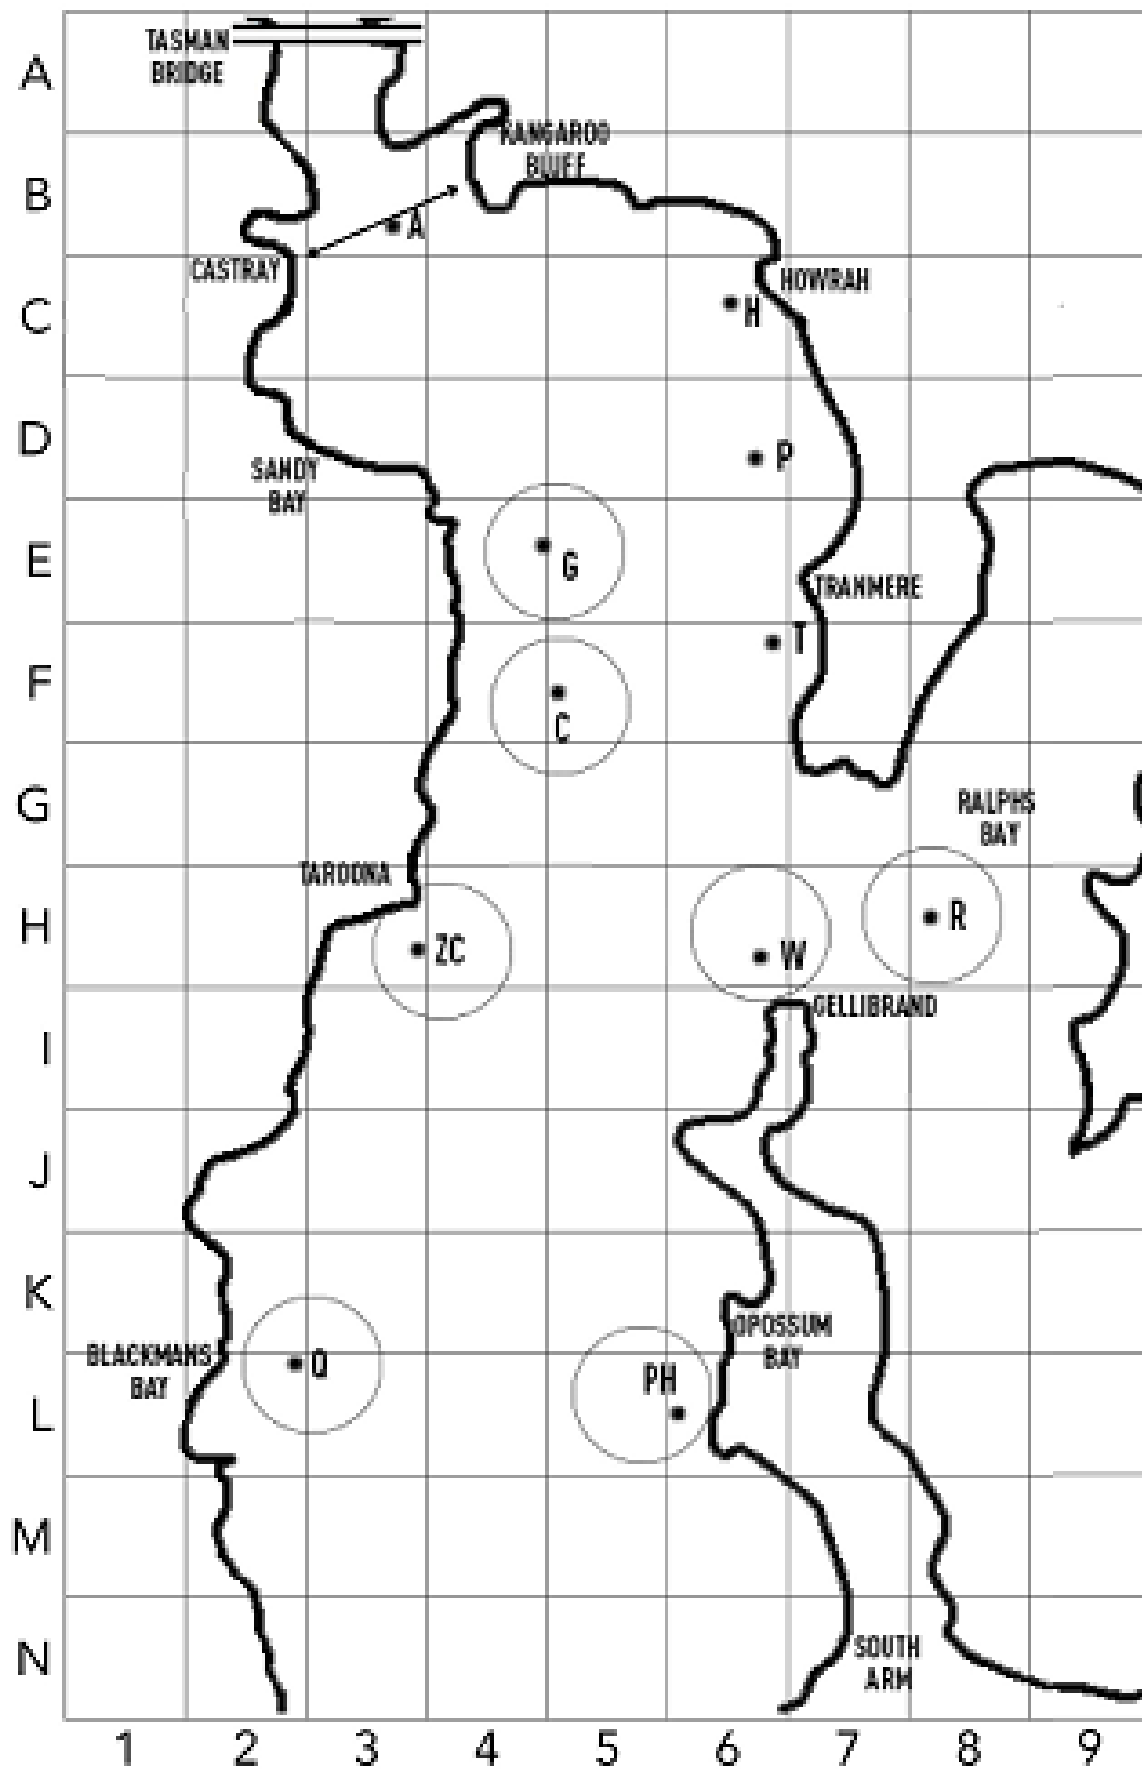 TASMAN
BRIDGE
A
KANGAROO
BLUFF
B
A
CASTRAY
HOWRAH
C
H
D
P
SANDY
BAY
E
G
TRANMERE
T
F
C
G
RALPHS
BAY
TAROONA
H
R
ZC
W
GELLIBRAND
I
J
K
OPOSSUM
BAY
BLACKMANS
BAY
Q
PH
L
M
N
SOUTH
ARM
1 2 3 4 5 6 7 8 9